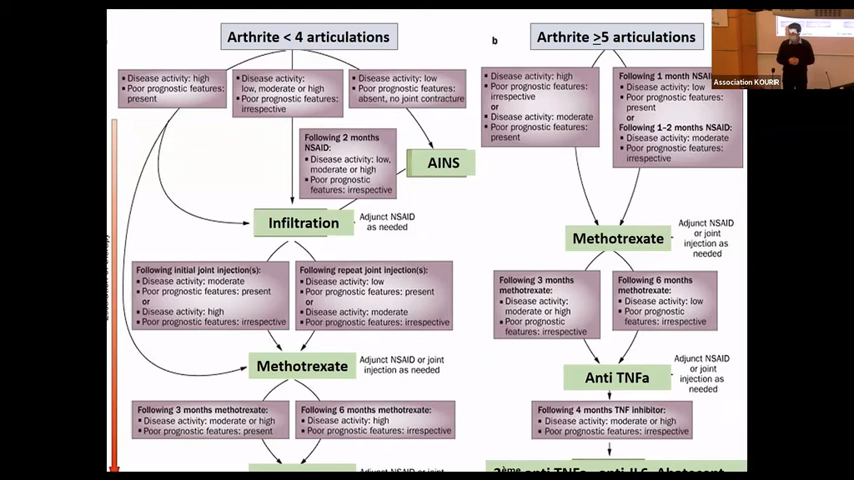 Arthrite < 4 articulations
▪ Disease activity: high
▪ Poor prognostic features:
present
▪ Disease activity:
low, moderate or high
▪ Poor prognostic features:
irrespective
▪ Disease activity: low
▪ Poor prognostic features:
absent, no joint contracture
Following 2 months
NSAID:
▪ Disease activity: low,
moderate or high
▪ Poor prognostic
features: irrespective
AINS
Infiltration
Adjunct NSAID
as needed
Following initial joint injection(s):
▪ Disease activity: moderate
▪ Poor prognostic features: present
or
▪ Disease activity: high
▪ Poor prognostic features: irrespective
Following repeat joint injection(s):
▪ Disease activity: low
▪ Poor prognostic features: present
or
▪ Disease activity: moderate
▪ Poor prognostic features: irrespective
Methotrexate
Adjunct NSAID or joint
injection as needed
Following 3 months methotrexate:
▪ Disease activity: moderate or high
▪ Poor prognostic features: present
Following 6 months methotrexate:
▪ Disease activity: high
▪ Poor prognostic features: irrespective
Adjunct NSAID or joint
b
Arthrite >5 articulations
▪ Disease activity: high
▪ Poor prognostic features:
irrespective
or
▪ Disease activity: moderate
▪ Poor prognostic features:
present
Following 1 month NSAI
▪ Disease activity: low
▪ Poor prognostic features:
present
or
Following 1–2 months NSAID:
▪ Disease activity: moderate
▪ Poor prognostic features:
irrespective
Methotrexate
Adjunct NSAID
or joint
injection as
needed
Following 3 months
methotrexate:
▪ Disease activity:
moderate or high
▪ Poor prognostic
features: irrespective
Following 6 months
methotrexate:
▪ Disease activity: low
▪ Poor prognostic
features: irrespective
Anti TNFa
Adjunct NSAID
or joint
injection as
needed
Following 4 months TNF inhibitor:
▪ Disease activity: moderate or high
▪ Poor prognostic features: irrespective
2ème anti TNFa, anti IL6, Abatacept
Association KOURIR